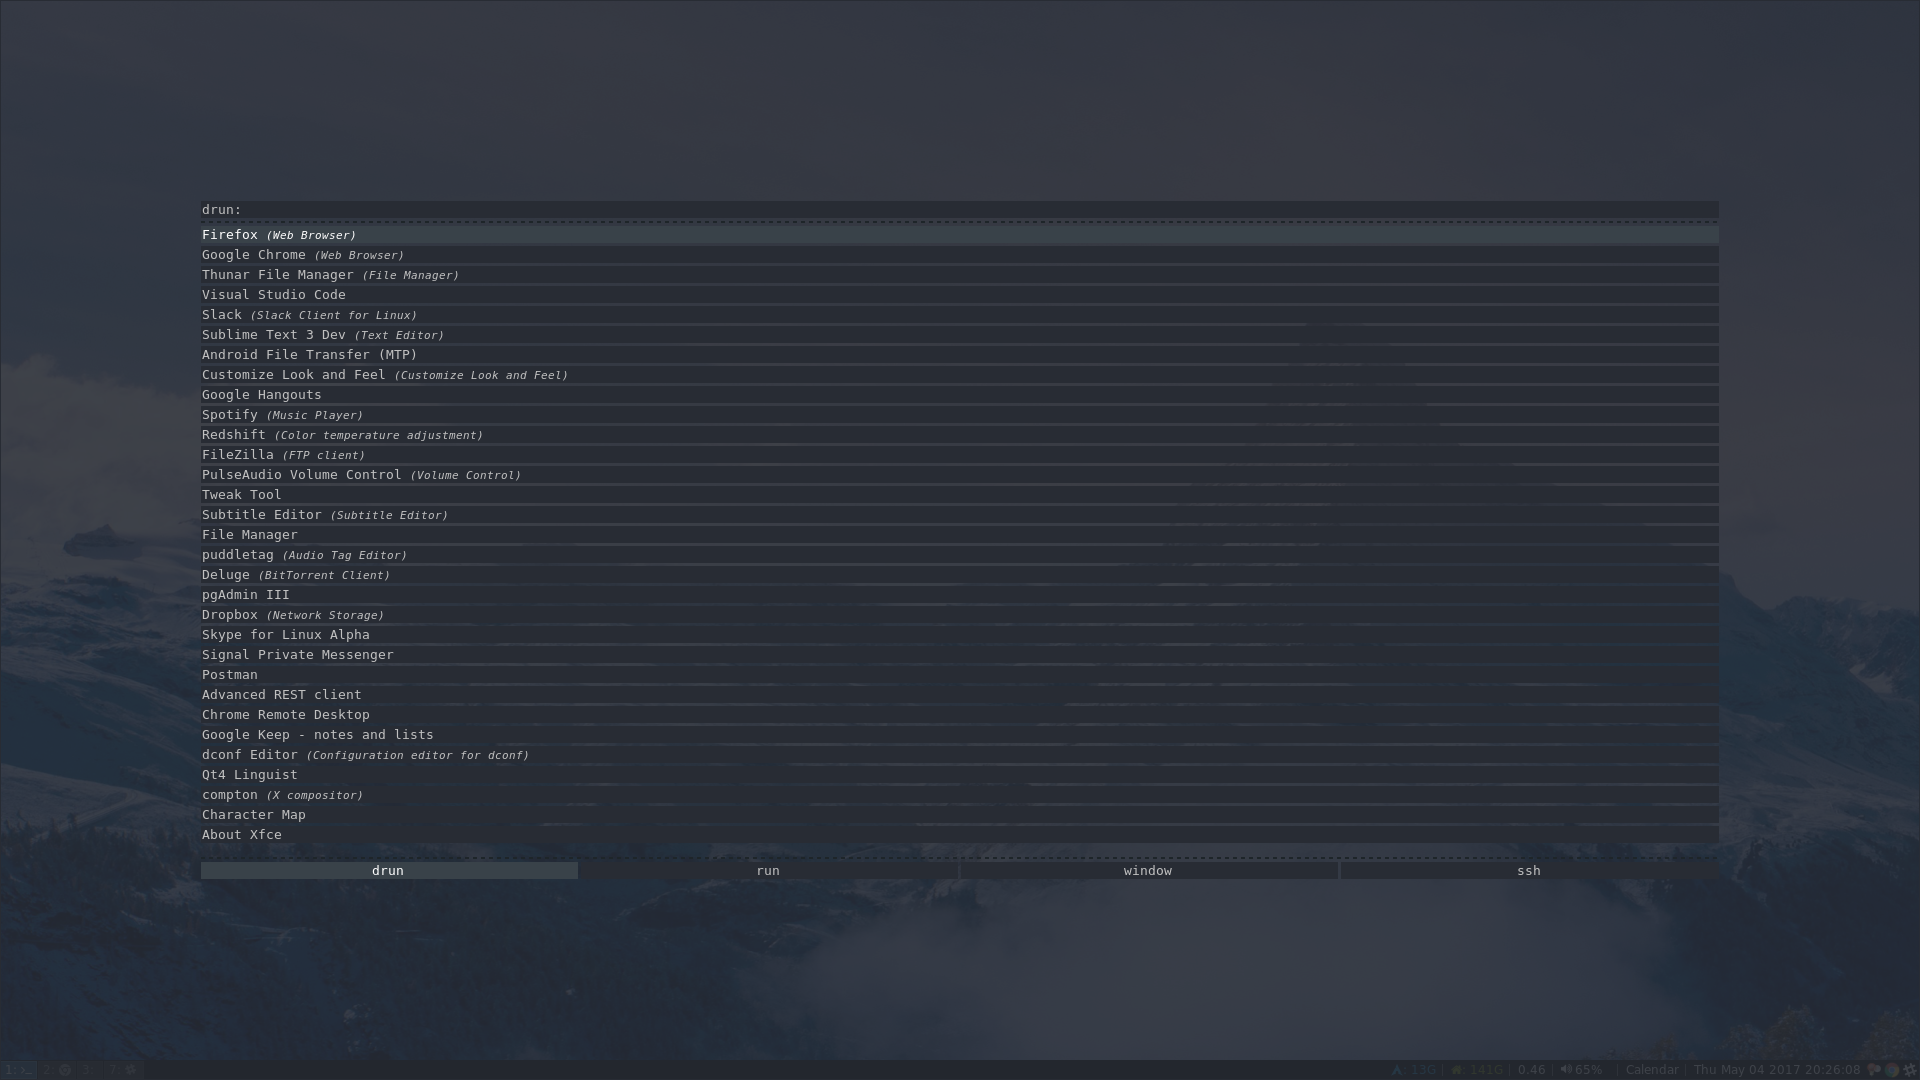 drun:
Firefox (Web Browser)
Google Chrome (Web Browser)
Thunar File Manager (File Manager)
Visual Studio Code
Slack (Slack Client for Linux)
Sublime Text 3 Dev (Text Editor)
Android File Transfer (MTP)
Customize Look and Feel (Customize Look and Feel)
Google Hangouts
Spotify (Music Player)
Redshift (Color temperature adjustment)
FileZilla (FTP client)
PulseAudio Volume Control (Volume Control)
Tweak Tool
Subtitle Editor (Subtitle Editor)
File Manager
puddletag (Audio Tag Editor)
Deluge (BitTorrent Client)
pgAdmin III
Dropbox (Network Storage)
Skype for Linux Alpha
Signal Private Messenger
Postman
Advanced REST client
Chrome Remote Desktop
Google Keep - notes and lists
dconf Editor (Configuration editor for dconf)
Qt4 Linguist
compton (X compositor)
Character Map
About Xfce
drun run window ssh
1: 2: 3: 7: 13G | 141G | 0.46 | 65% | Calendar | Thu May 04 2017 20:26:08